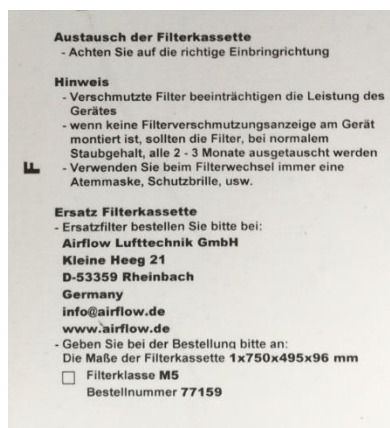 Austausch der Filterkassette
- Achten Sie auf die richtige Einbringrichtung
Hinweis
- Verschmutzte Filter beeinträchtigen die Leistung des
Gerätes
- wenn keine Filterverschmutzungsanzeige am Gerät
montiert ist, sollten die Filter, bei normalem
Staubgehalt, alle 2 - 3 Monate ausgetauscht werden
- Verwenden Sie beim Filterwechsel immer eine
Atemmaske, Schutzbrille, usw.
F
Ersatz Filterkassette
- Ersatzfilter bestellen Sie bitte bei:
Airflow Lufttechnik GmbH
Kleine Heeg 21
D-53359 Rheinbach
Germany
info@airflow.de
www.airflow.de
- Geben Sie bei der Bestellung bitte an:
Die Maße der Filterkassette 1x750x495x96 mm
Filterklasse M5
Bestellnummer 77159